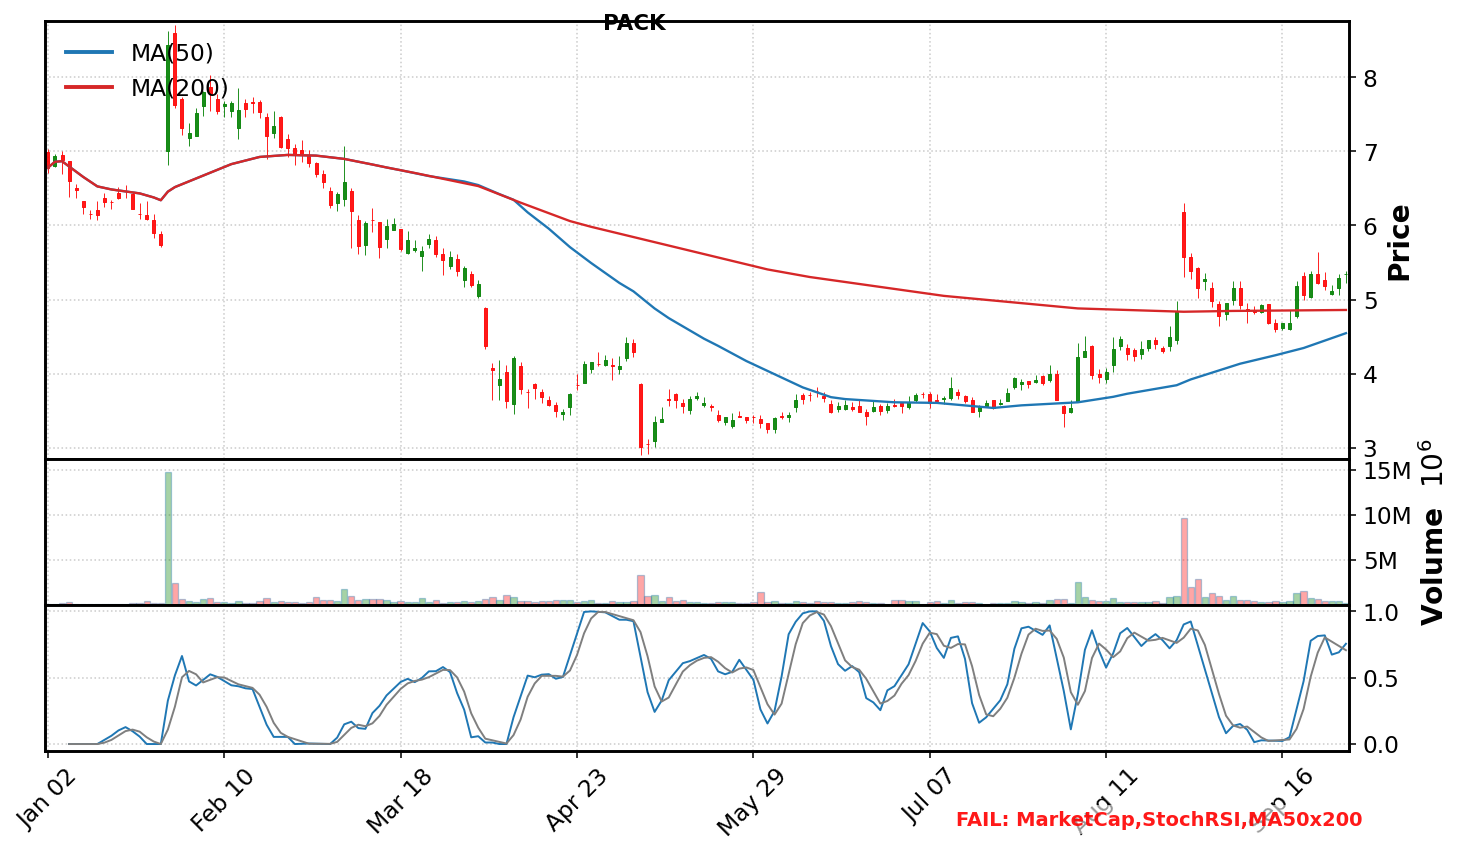 PACK
MA(50)
MA(200)
8
7
6
5
4
3
Price
15M
10M
5M
Volume 10^6
1.0
0.5
0.0
Jan 02
Feb 10
Mar 18
Apr 23
May 29
Jul 07
Aug 11
Sep 16
FAIL: MarketCap,StochRSI,MA50x200